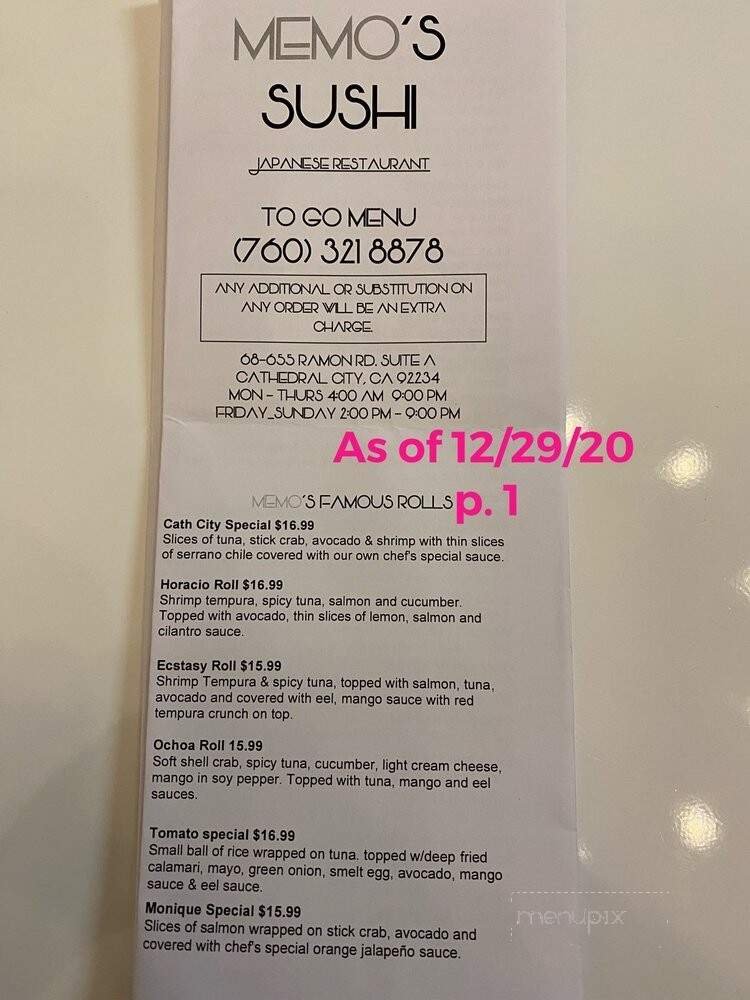 MEMO´S
SUSHI
JAPANESE RESTAURANT
TO GO MENU
(760) 321 8878
ANY ADDITIONAL OR SUBSTITUTION ON
ANY ORDER WILL BE AN EXTRA
CHARGE.
68-655 RAMON RD. SUITE A
CATHEDRAL CITY, CA 92234
MON - THURS 4:00 AM 9:00 PM
FRIDAY_SUNDAY 2:00 PM - 9:00 PM
As of 12/29/20
p. 1
MEMO´S FAMOUS ROLLS
Cath City Special $16.99
Slices of tuna, stick crab, avocado & shrimp with thin slices
of serrano chile covered with our own chef's special sauce.
Horacio Roll $16.99
Shrimp tempura, spicy tuna, salmon and cucumber.
Topped with avocado, thin slices of lemon, salmon and
cilantro sauce.
Ecstasy Roll $15.99
Shrimp Tempura & spicy tuna, topped with salmon, tuna,
avocado and covered with eel, mango sauce with red
tempura crunch on top.
Ochoa Roll 15.99
Soft shell crab, spicy tuna, cucumber, light cream cheese,
mango in soy pepper. Topped with tuna, mango and eel
sauces.
Tomato special $16.99
Small ball of rice wrapped on tuna. topped w/deep fried
calamari, mayo, green onion, smelt egg, avocado, mango
sauce & eel sauce.
Monique Special $15.99
Slices of salmon wrapped on stick crab, avocado and
covered with chef's special orange jalapeño sauce.
menupix